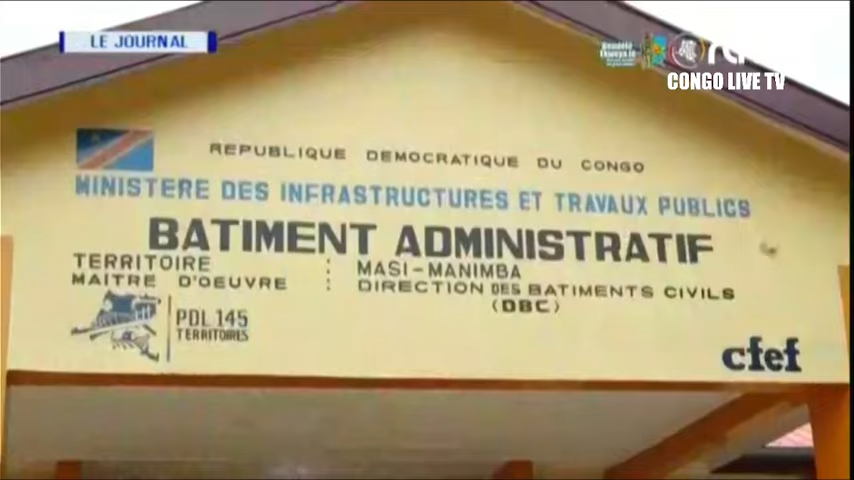 LE JOURNAL
CONGO LIVE TV
REPUBLIQUE DEMOCRATIQUE DU CONGO
MINISTERE DES INFRASTRUCTURES ET TRAVAUX PUBLICS
BATIMENT ADMINISTRATIF
TERRITOIRE : MASI-MANIMBA
MAITRE D'OEUVRE : DIRECTION DES BATIMENTS CIVILS
(DBC)
PDL 145
TERRITOIRES
cfef